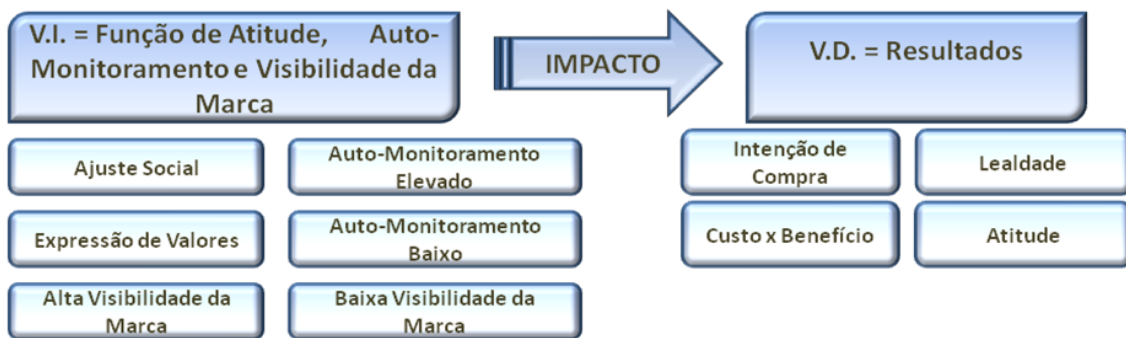 V.I. = Função de Atitude, Auto-
Monitoramento e Visibilidade da
Marca
IMPACTO
V.D. = Resultados
Ajuste Social
Auto-Monitoramento
Elevado
Intenção de
Compra
Lealdade
Expressão de Valores
Auto-Monitoramento
Baixo
Custo x Benefício
Atitude
Alta Visibilidade da
Marca
Baixa Visibilidade da
Marca